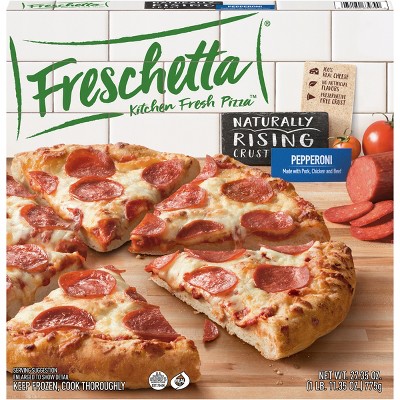 Freschetta®
Kitchen Fresh Pizza™
100% REAL CHEESE
NO ARTIFICIAL FLAVORS
PRESERVATIVE FREE CRUST
NATURALLY
RISING
CRUST
PEPPERONI
Made with Pork, Chicken and Beef
SERVING SUGGESTION
ENLARGED TO SHOW DETAIL
KEEP FROZEN, COOK THOROUGHLY
NET WT. 27.35 OZ
(1 LB. 11.35 OZ.) 775g